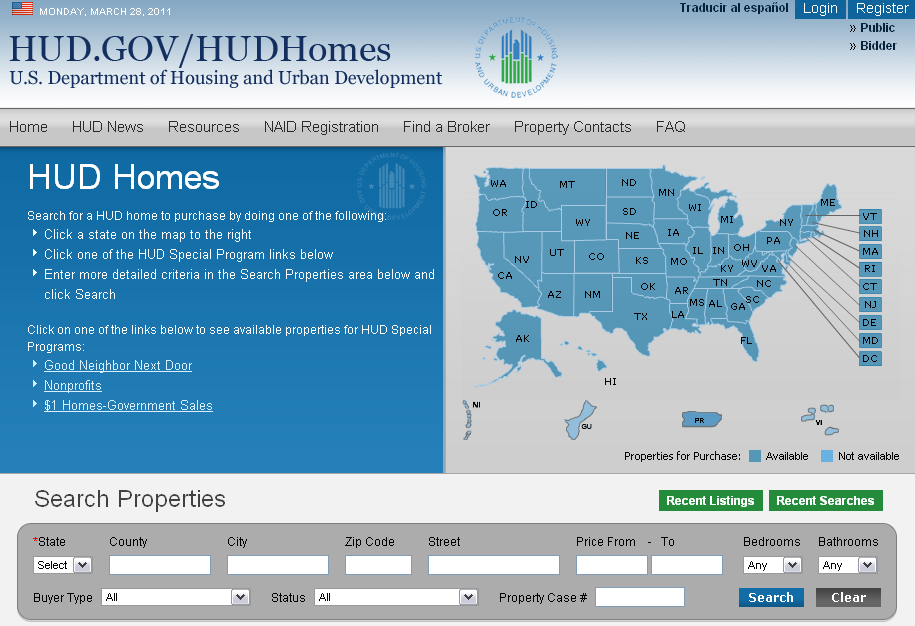 MONDAY, MARCH 28, 2011
Traducir al español Login Register
» Public
» Bidder
HUD.GOV/HUDHomes
U.S. Department of Housing and Urban Development
U.S. DEPARTMENT OF HOUSING AND URBAN DEVELOPMENT
Home HUD News Resources NAID Registration Find a Broker Property Contacts FAQ
HUD Homes
Search for a HUD home to purchase by doing one of the following:
Click a state on the map to the right
Click one of the HUD Special Program links below
Enter more detailed criteria in the Search Properties area below and
click Search
Click on one of the links below to see available properties for HUD Special
Programs:
Good Neighbor Next Door
Nonprofits
$1 Homes-Government Sales
WA MT ND MN ME
OR ID SD WI MI NY VT
WY NH
NV UT NE IA PA MA
CO KS IL IN OH RI
CA MO KY WV VA CT
AZ NM OK AR TN NC NJ
TX LA MS AL GA SC DE
AK FL MD
DC
HI
NI GU PR VI
Properties for Purchase: Available Not available
Search Properties Recent Listings Recent Searches
*State County City Zip Code Street Price From - To Bedrooms Bathrooms
Select Any Any
Buyer Type All Status All Property Case # Search Clear